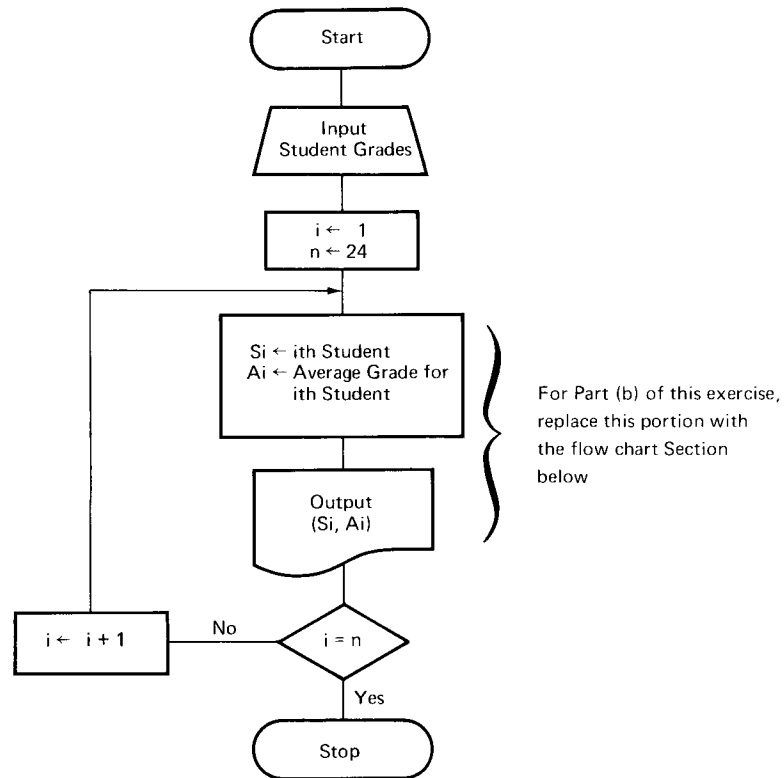 Start
Input
Student Grades
i ← 1
n ← 24
Si ← ith Student
Ai ← Average Grade for
ith Student
For Part (b) of this exercise,
replace this portion with
the flow chart Section
below
Output
(Si, Ai)
i ← i + 1
No
i = n
Yes
Stop